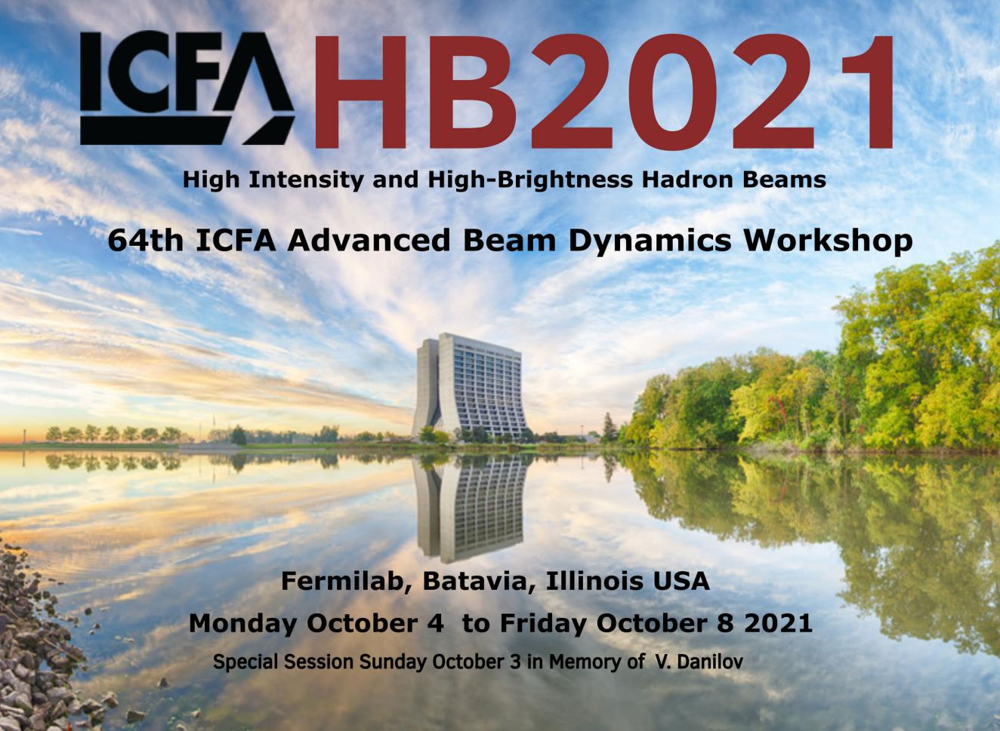 ICFA HB2021
High Intensity and High-Brightness Hadron Beams
64th ICFA Advanced Beam Dynamics Workshop
Fermilab, Batavia, Illinois USA
Monday October 4 to Friday October 8 2021
Special Session Sunday October 3 in Memory of V. Danilov